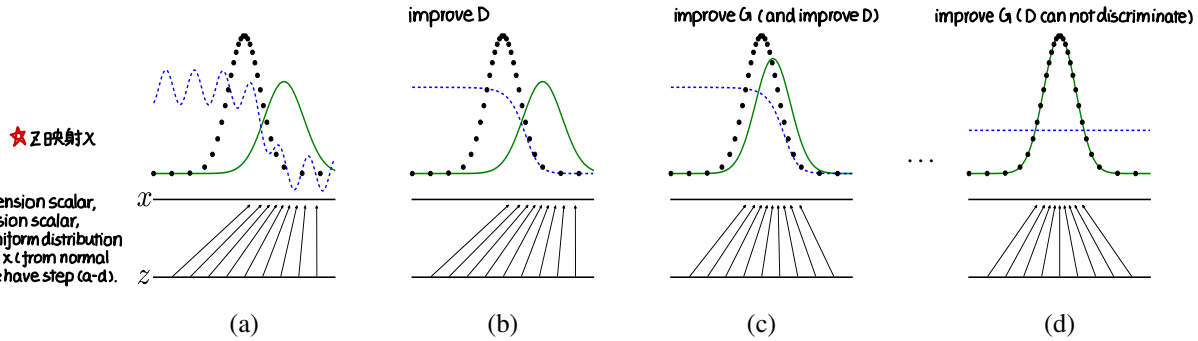 improve D
improve G (and improve D)
improve G (D can not discriminate)
Z映射X
...
ension scalar,
sion scalar,
niform distribution
x (from normal
e have step (a-d).
x
z
(a)
(b)
(c)
(d)